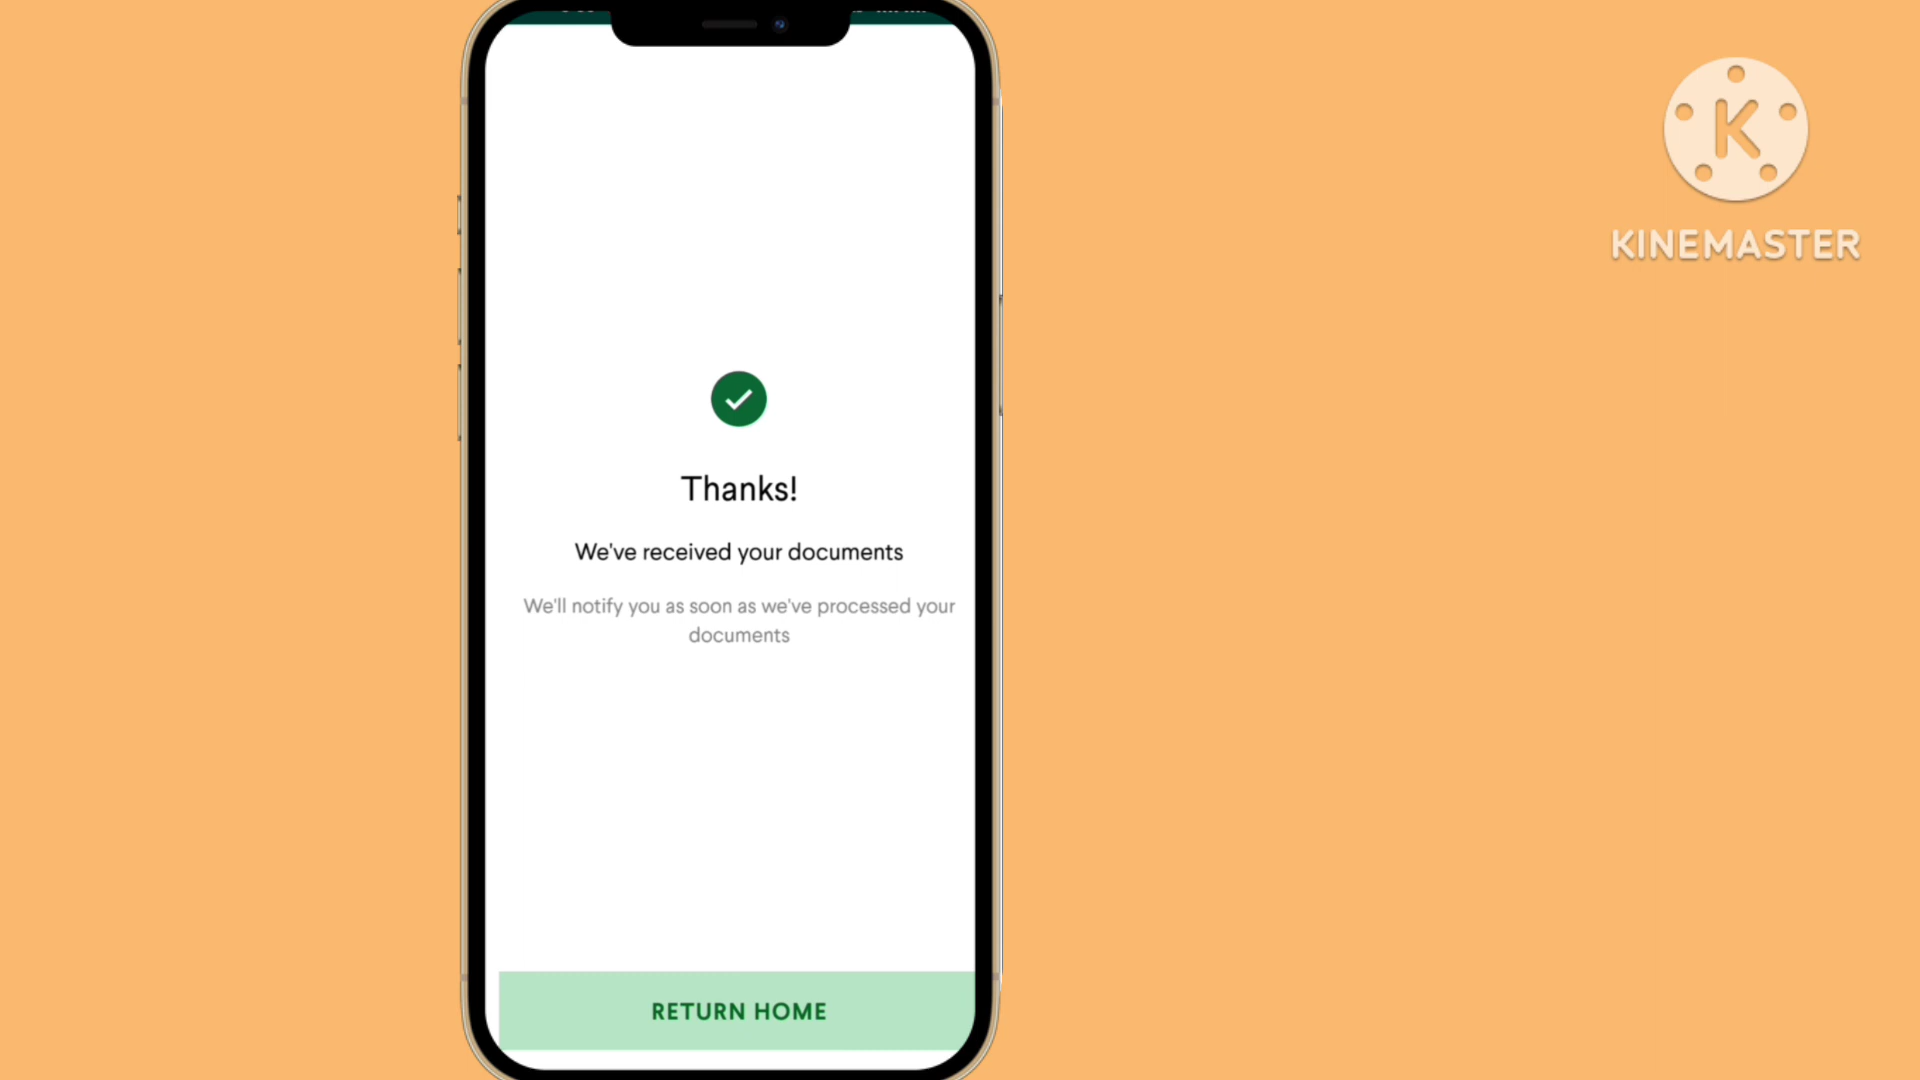 K
KINEMASTER
Thanks!
We've received your documents
We'll notify you as soon as we've processed your
documents
RETURN HOME